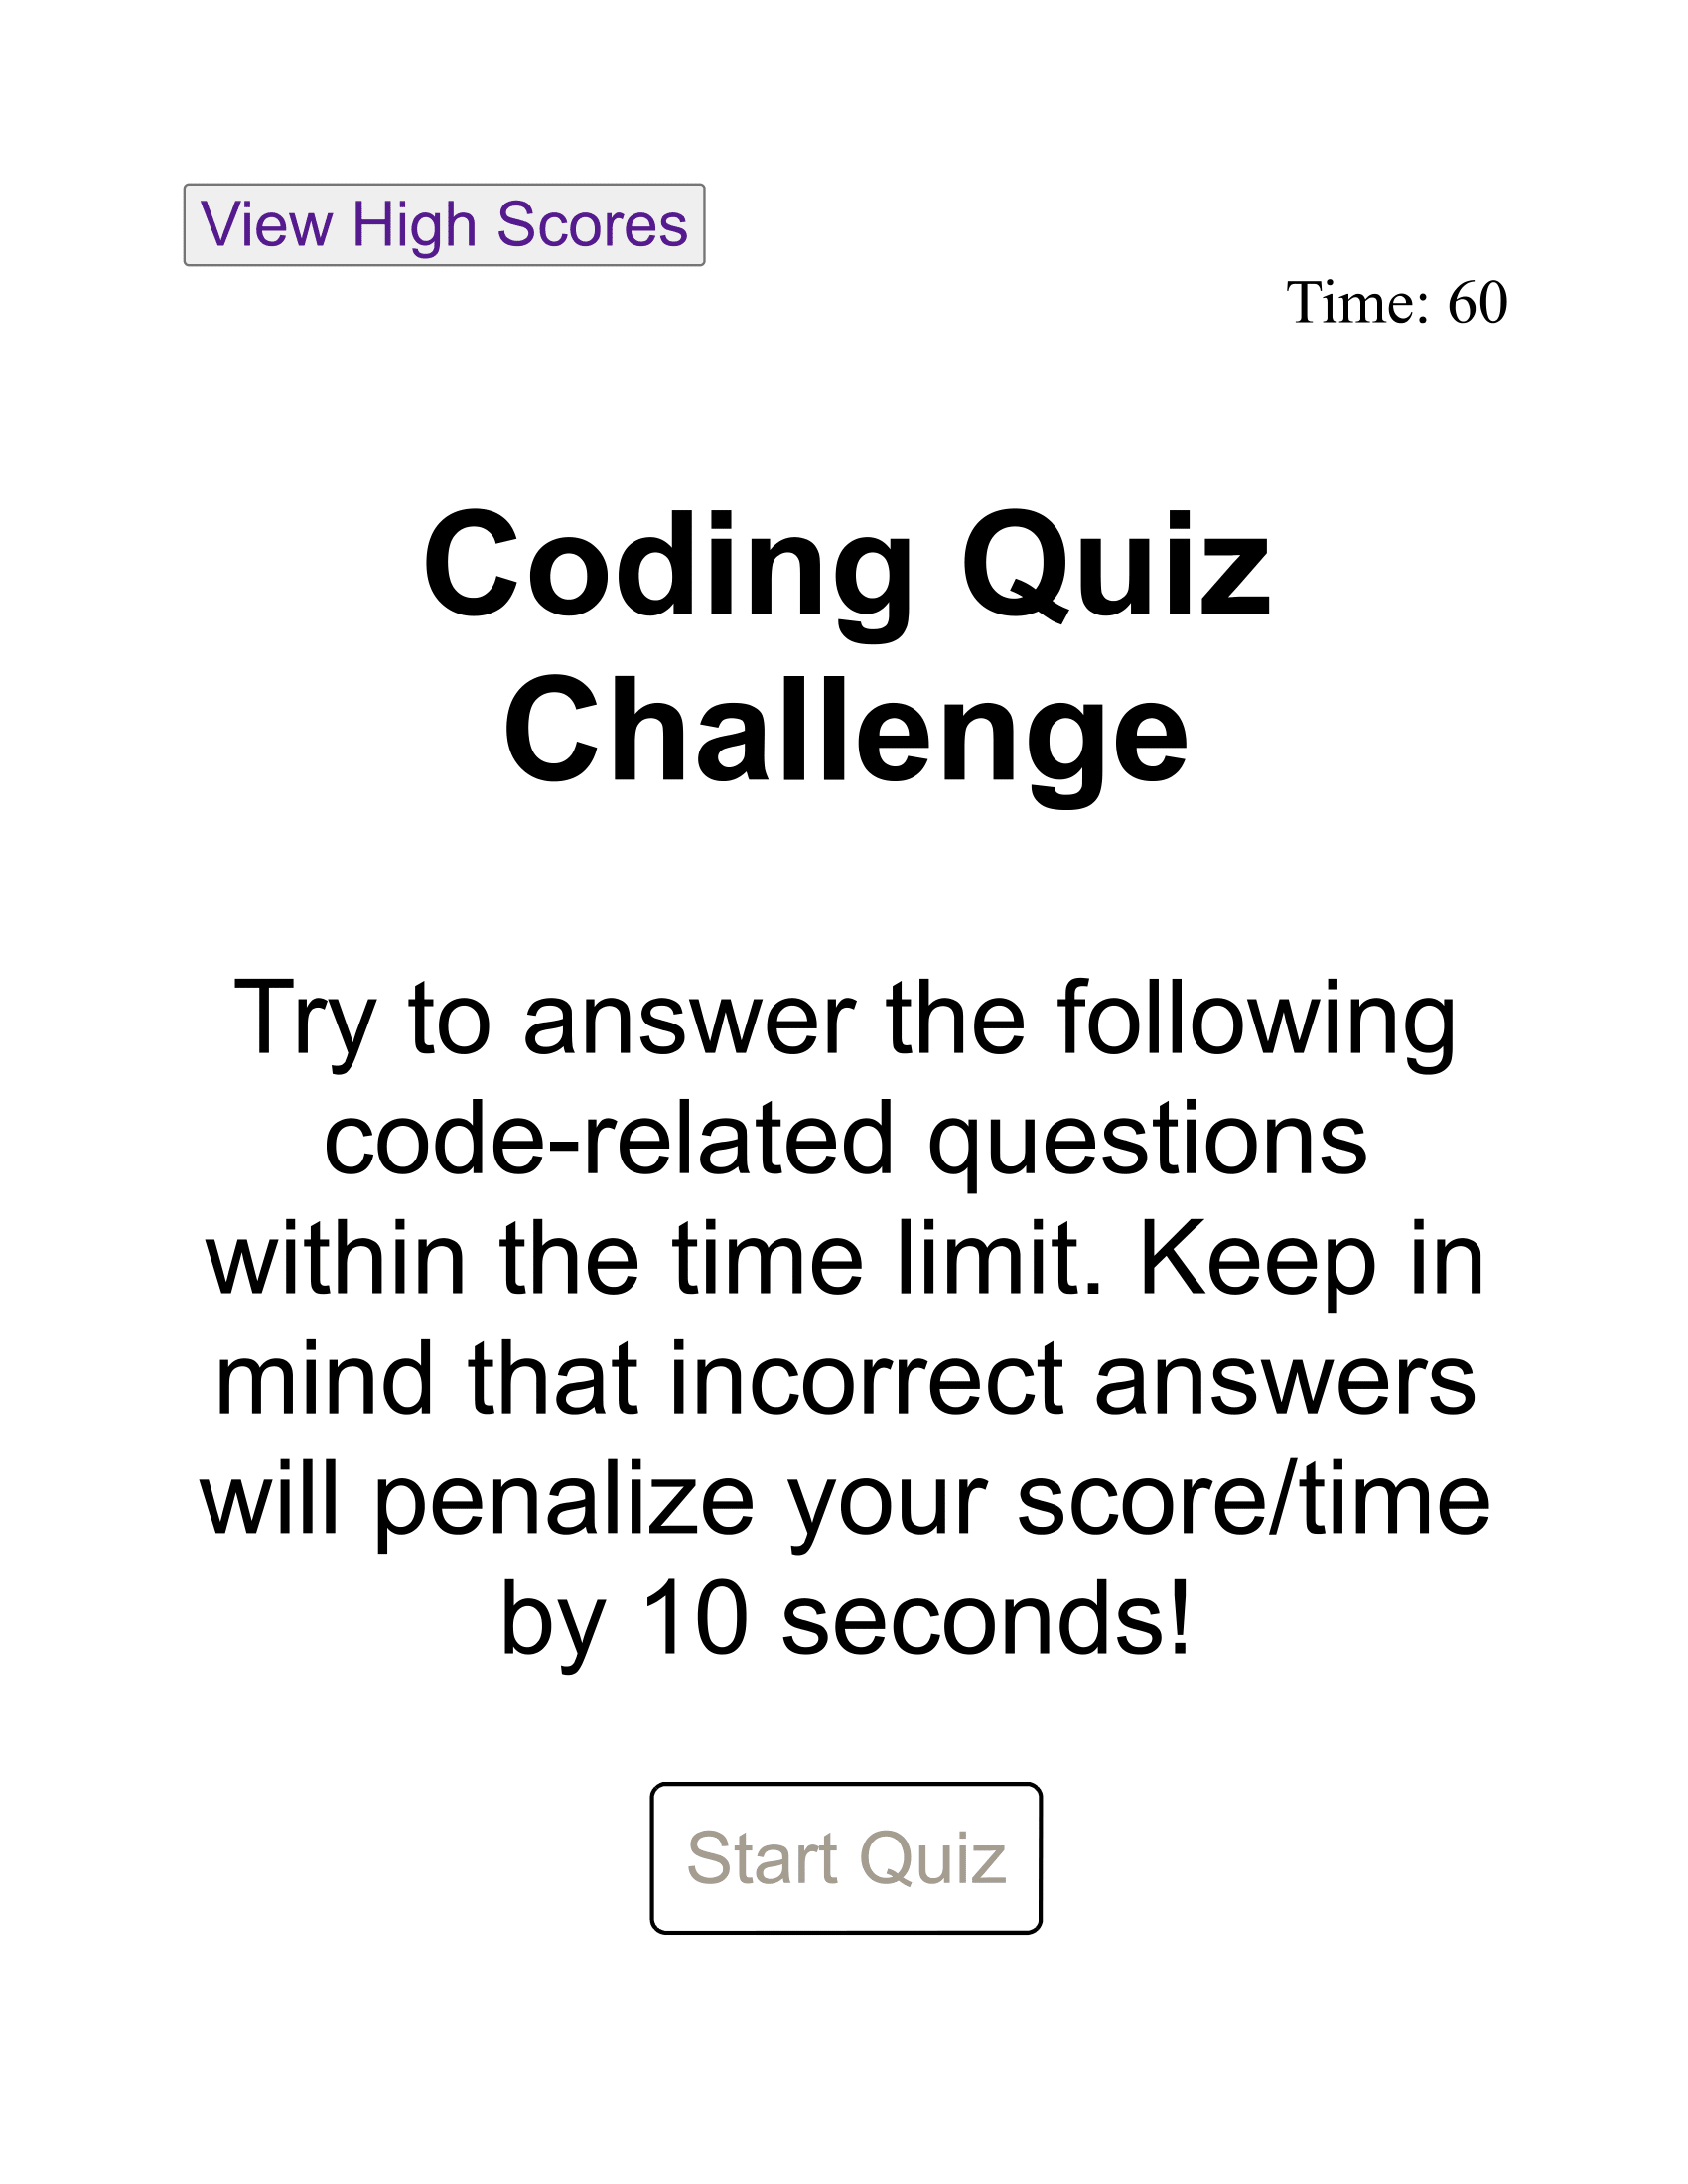 View High Scores
Time: 60
Coding Quiz
Challenge
Try to answer the following
code-related questions
within the time limit. Keep in
mind that incorrect answers
will penalize your score/time
by 10 seconds!
Start Quiz